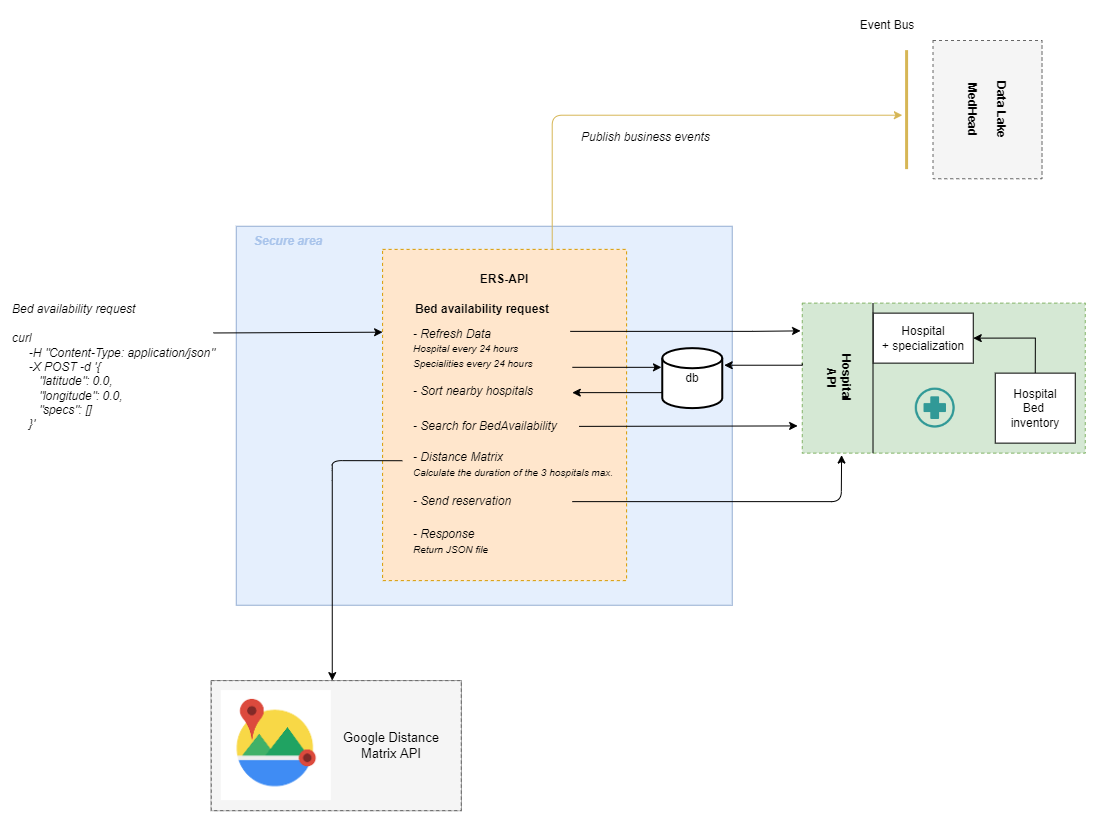 Event Bus
Data Lake
MedHead
Publish business events
Secure area
ERS-API
Bed availability request
curl
-H "Content-Type: application/json"
-X POST -d '{
"latitude": 0.0,
"longitude": 0.0,
"specs": []
}'
Bed availability request
- Refresh Data
Hospital every 24 hours
Specialities every 24 hours
- Sort nearby hospitals
- Search for BedAvailability
- Distance Matrix
Calculate the duration of the 3 hospitals max.
- Send reservation
- Response
Return JSON file
db
Hospital
API
Hospital
+ specialization
Hospital
Bed
inventory
Google Distance
Matrix API